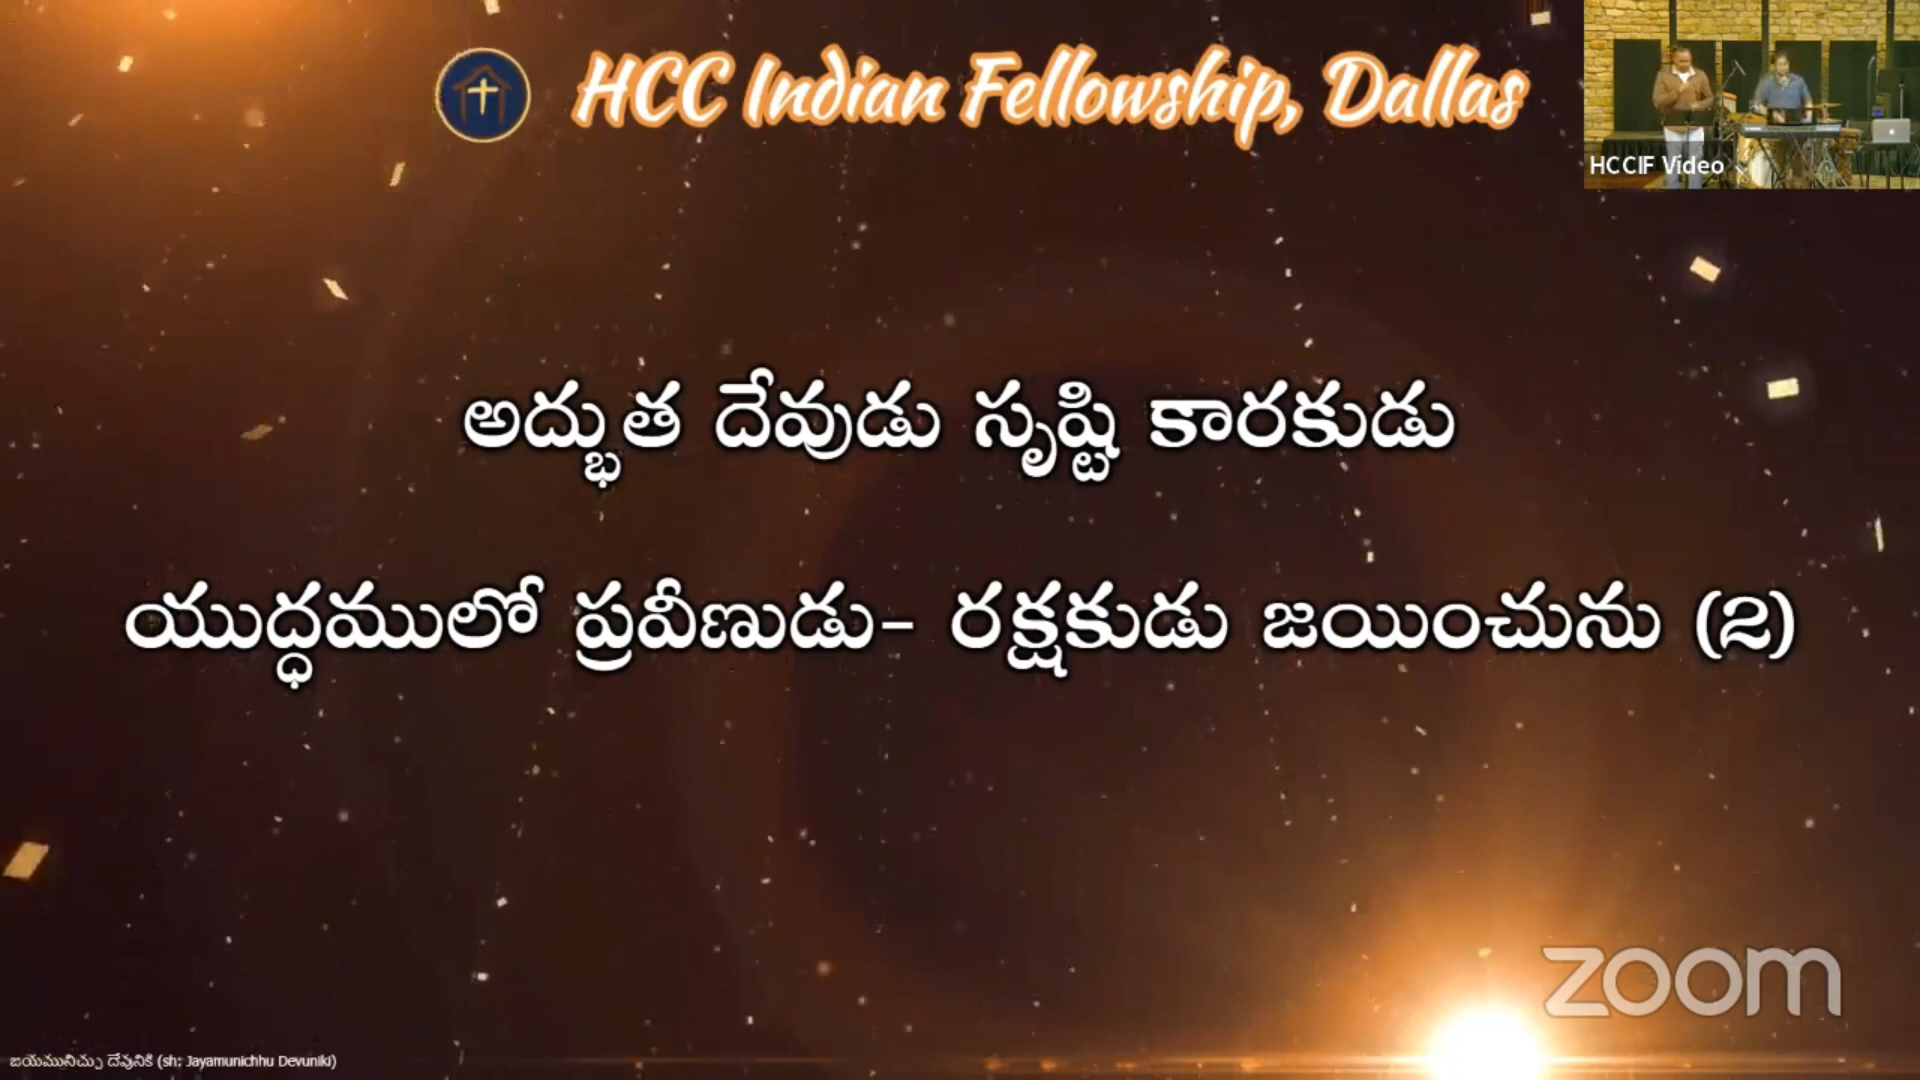 HCC Indian Fellowship, Dallas
HCCIF Video
అద్భుత దేవుడు సృష్టి కారకుడు
యుద్ధములో ప్రవీణుడు- రక్షకుడు జయించును (2)
zoom
జయమునిచ్చు దేవునికి (sh: Jayamunichhu Devuniki)